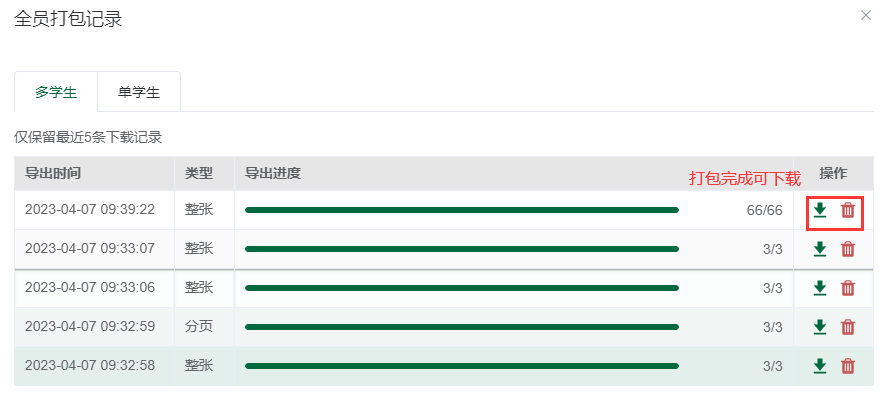 全员打包记录
多学生 单学生
仅保留最近5条下载记录
导出时间 类型 导出进度 打包完成可下载 操作
2023-04-07 09:39:22 整张 66/66
2023-04-07 09:33:07 整张 3/3
2023-04-07 09:33:06 整张 3/3
2023-04-07 09:32:59 分页 3/3
2023-04-07 09:32:58 整张 3/3